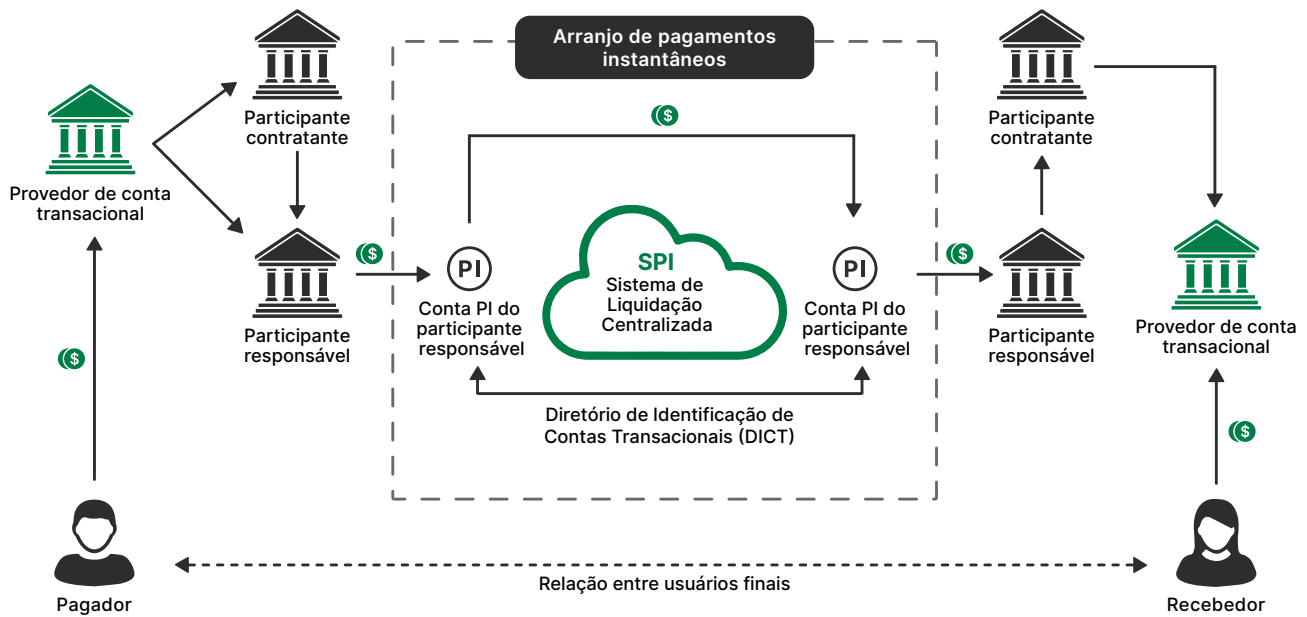 Arranjo de pagamentos
instantâneos
Participante
contratante
Participante
contratante
Provedor de conta
transacional
$
$
$
PI
SPI
Sistema de
Liquidação
Centralizada
PI
$
Conta PI do
participante
responsável
Conta PI do
participante
responsável
Participante
responsável
Participante
responsável
Provedor de conta
transacional
$
Diretório de Identificação de
Contas Transacionais (DICT)
$
Relação entre usuários finais
Pagador
Recebedor